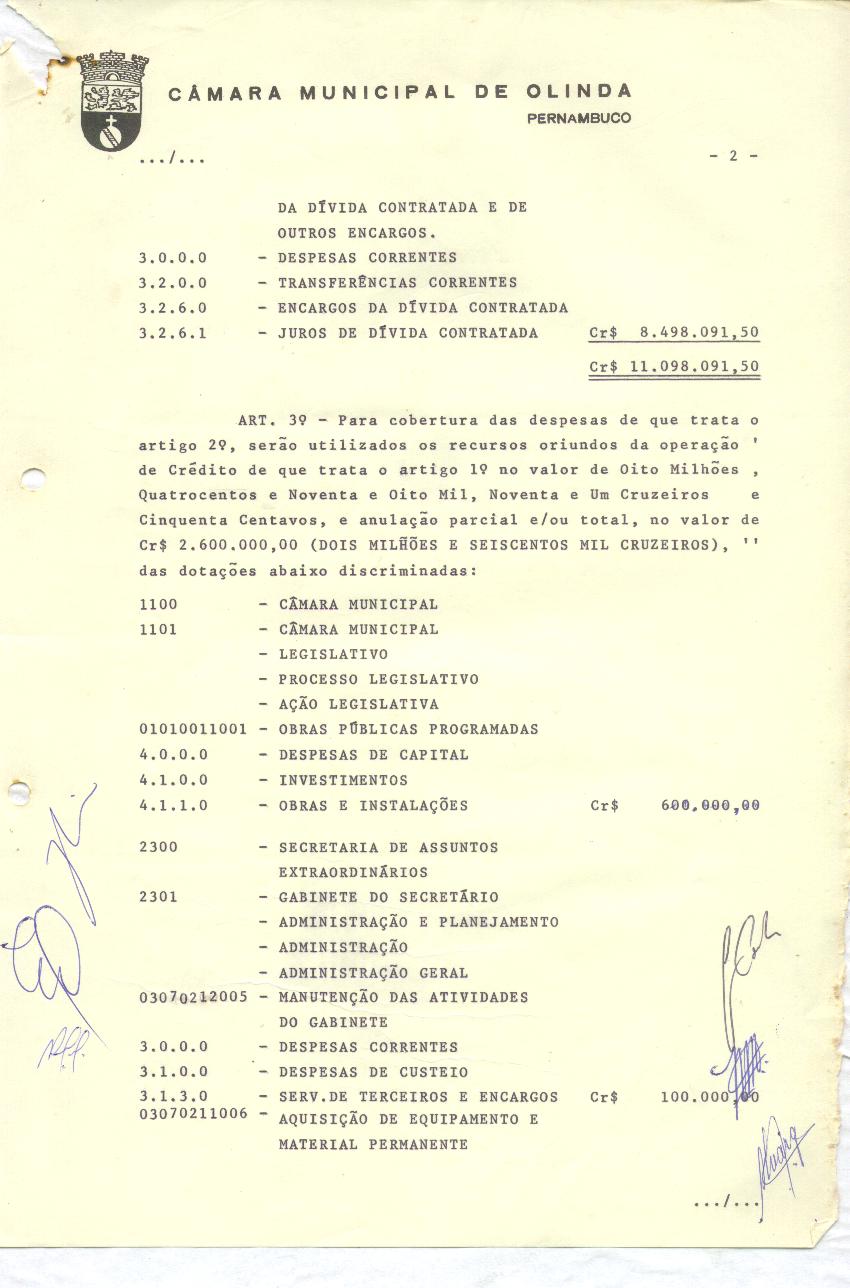 CÂMARA MUNICIPAL DE OLINDA
PERNAMBUCO
.../... - 2 -
DA DÍVIDA CONTRATADA E DE
OUTROS ENCARGOS.
3.0.0.0 - DESPESAS CORRENTES
3.2.0.0 - TRANSFERÊNCIAS CORRENTES
3.2.6.0 - ENCARGOS DA DÍVIDA CONTRATADA
3.2.6.1 - JUROS DE DÍVIDA CONTRATADA Cr$ 8.498.091,50
Cr$ 11.098.091,50
ART. 3º - Para cobertura das despesas de que trata o
artigo 2º, serão utilizados os recursos oriundos da operação '
de Crédito de que trata o artigo 1º no valor de Oito Milhões ,
Quatrocentos e Noventa e Oito Mil, Noventa e Um Cruzeiros e
Cinquenta Centavos, e anulação parcial e/ou total, no valor de
Cr$ 2.600.000,00 (DOIS MILHÕES E SEISCENTOS MIL CRUZEIROS), ''
das dotações abaixo discriminadas:
1100 - CÂMARA MUNICIPAL
1101 - CÂMARA MUNICIPAL
- LEGISLATIVO
- PROCESSO LEGISLATIVO
- AÇÃO LEGISLATIVA
01010011001 - OBRAS PÚBLICAS PROGRAMADAS
4.0.0.0 - DESPESAS DE CAPITAL
4.1.0.0 - INVESTIMENTOS
4.1.1.0 - OBRAS E INSTALAÇÕES Cr$ 600.000,00
2300 - SECRETARIA DE ASSUNTOS
EXTRAORDINÁRIOS
2301 - GABINETE DO SECRETÁRIO
- ADMINISTRAÇÃO E PLANEJAMENTO
- ADMINISTRAÇÃO
- ADMINISTRAÇÃO GERAL
03070212005 - MANUTENÇÃO DAS ATIVIDADES
DO GABINETE
3.0.0.0 - DESPESAS CORRENTES
3.1.0.0 - DESPESAS DE CUSTEIO
3.1.3.0 - SERV.DE TERCEIROS E ENCARGOS Cr$ 100.000,00
03070211006 - AQUISIÇÃO DE EQUIPAMENTO E
MATERIAL PERMANENTE
.../...